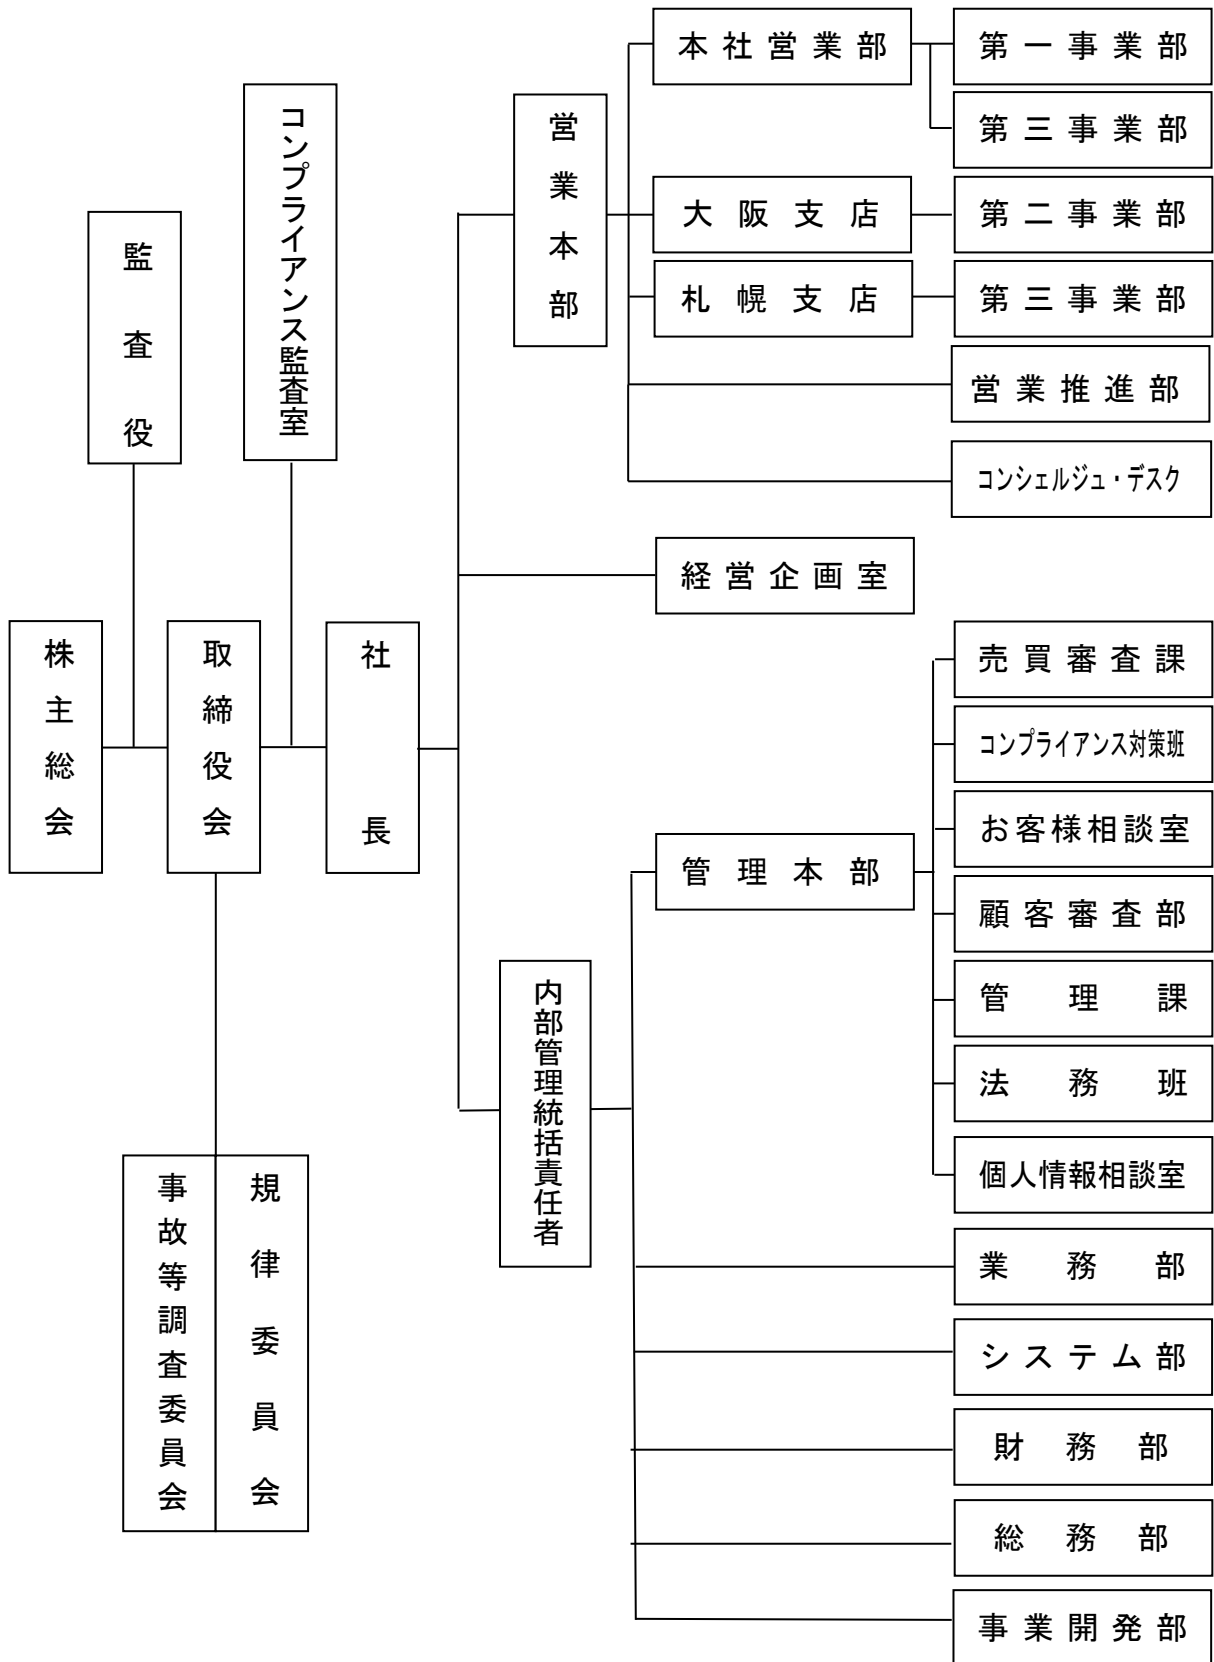 株主総会
監査役
取締役会
コンプライアンス監査室
事故等調査委員会
規律委員会
社長
営業本部
本社営業部
第一事業部
第三事業部
大阪支店
第二事業部
札幌支店
第三事業部
営業推進部
コンシェルジュ・デスク
経営企画室
内部管理統括責任者
管理本部
売買審査課
コンプライアンス対策班
お客様相談室
顧客審査部
管理課
法務班
個人情報相談室
業務部
システム部
財務部
総務部
事業開発部